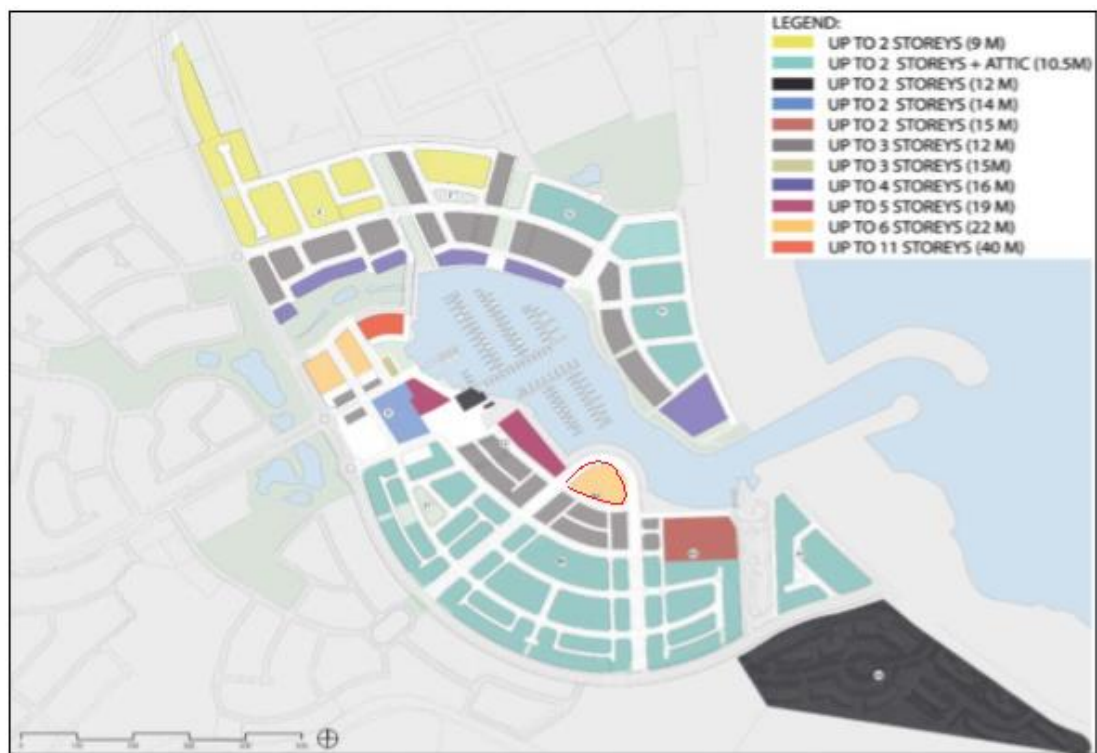 LEGEND:
UP TO 2 STOREYS (9 M)
UP TO 2 STOREYS + ATTIC (10.5M)
UP TO 2 STOREYS (12 M)
UP TO 2 STOREYS (14 M)
UP TO 2 STOREYS (15 M)
UP TO 3 STOREYS (12 M)
UP TO 3 STOREYS (15M)
UP TO 4 STOREYS (16 M)
UP TO 5 STOREYS (19 M)
UP TO 6 STOREYS (22 M)
UP TO 11 STOREYS (40 M)